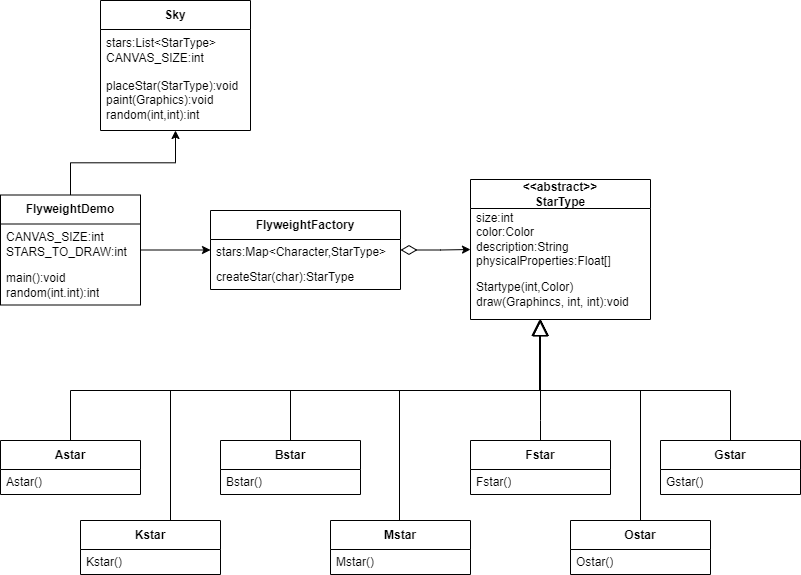 Sky
stars:List<StarType>
CANVAS_SIZE:int
placeStar(StarType):void
paint(Graphics):void
random(int,int):int
FlyweightDemo
CANVAS_SIZE:int
STARS_TO_DRAW:int
main():void
random(int.int):int
FlyweightFactory
stars:Map<Character,StarType>
createStar(char):StarType
<<abstract>>
StarType
size:int
color:Color
description:String
physicalProperties:Float[]
Startype(int,Color)
draw(Graphincs, int, int):void
Astar
Astar()
Bstar
Bstar()
Fstar
Fstar()
Gstar
Gstar()
Kstar
Kstar()
Mstar
Mstar()
Ostar
Ostar()